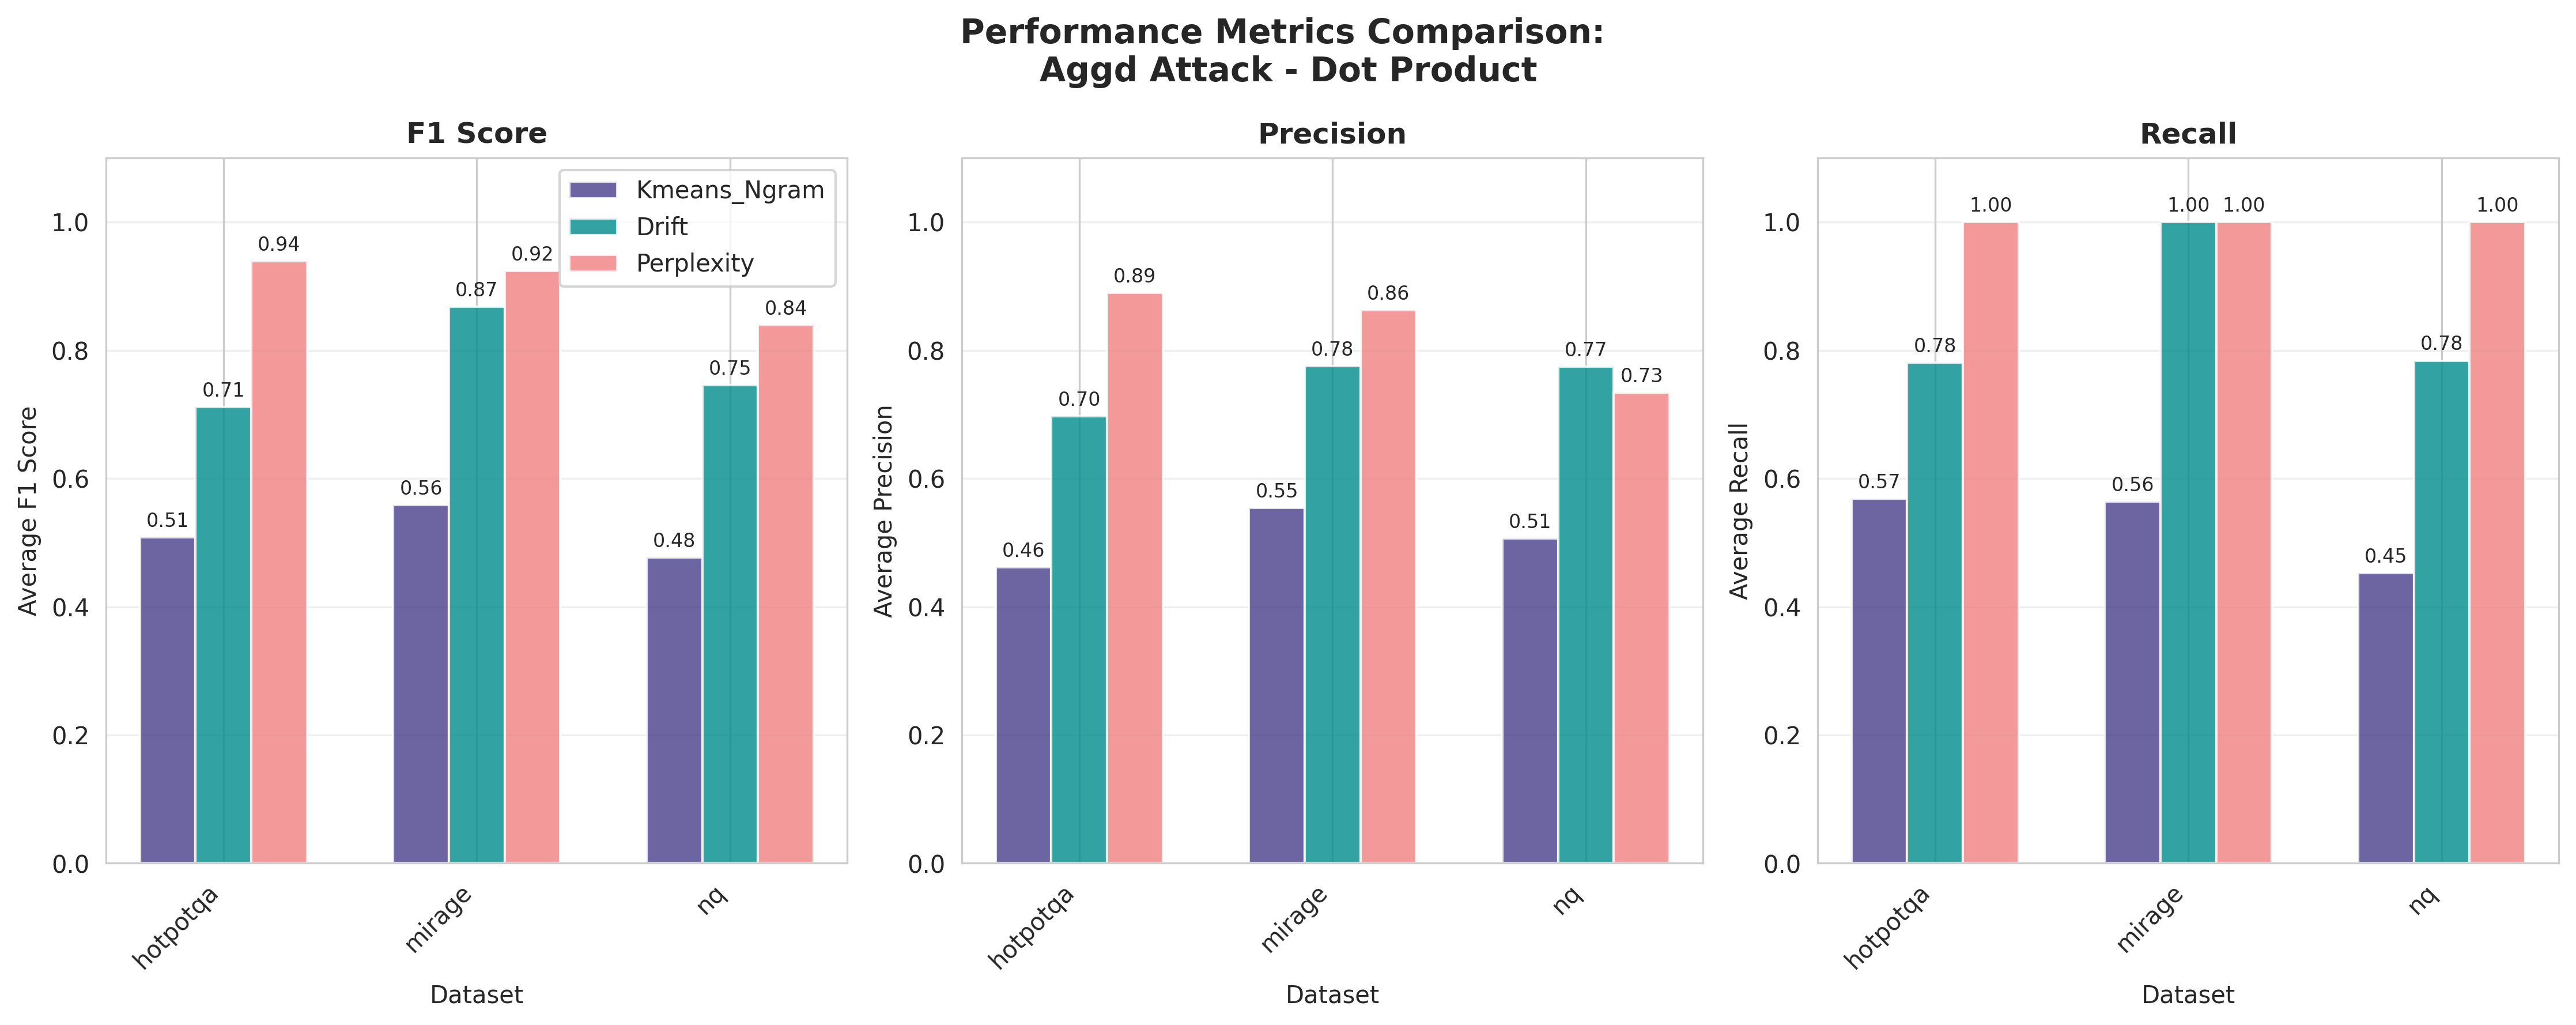 Performance Metrics Comparison:
Aggd Attack - Dot Product
F1 Score
Average F1 Score
1.0
0.8
0.6
0.4
0.2
0.0
Kmeans_Ngram
Drift
Perplexity
0.51
0.71
0.94
0.56
0.87
0.92
0.48
0.75
0.84
hotpotqa
mirage
nq
Dataset
Precision
Average Precision
1.0
0.8
0.6
0.4
0.2
0.0
0.46
0.70
0.89
0.55
0.78
0.86
0.51
0.77
0.73
hotpotqa
mirage
nq
Dataset
Recall
Average Recall
1.0
0.8
0.6
0.4
0.2
0.0
0.57
0.78
1.00
0.56
1.00
1.00
0.45
0.78
1.00
hotpotqa
mirage
nq
Dataset